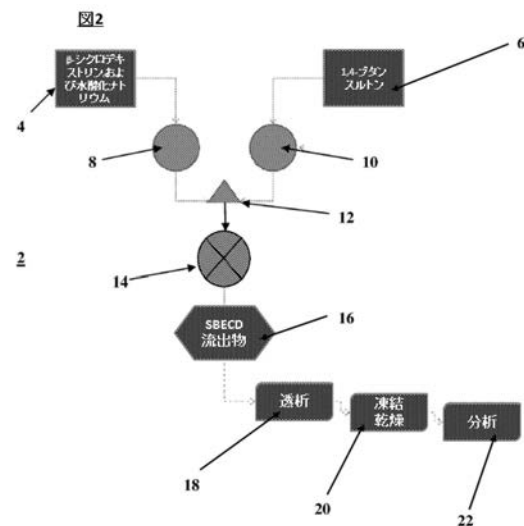 図2
β-シクロデキ
ストリンおよ
び水酸化ナト
リウム
1,4-ブタン
スルトン
6
4
8
10
12
2
14
SBECD
流出物
16
透析
凍結
乾燥
分析
18
20
22